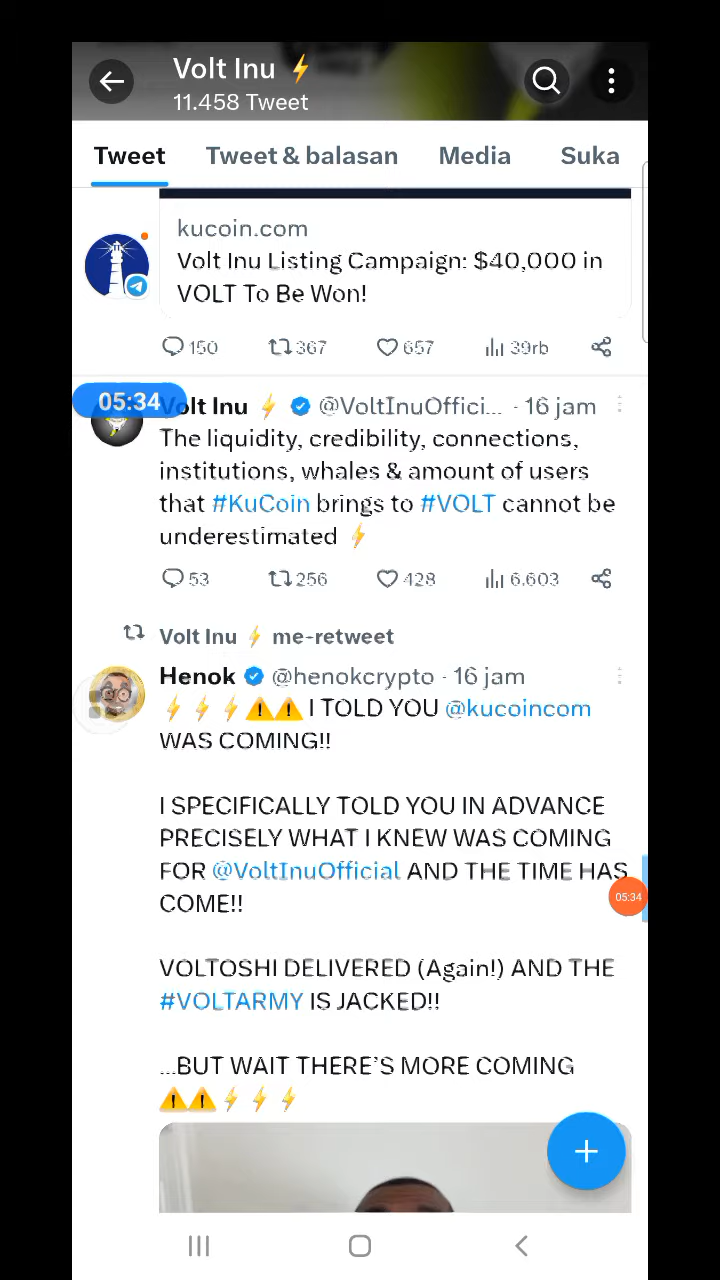 Volt Inu ⚡
11.458 Tweet
Tweet Tweet & balasan Media Suka
kucoin.com
Volt Inu Listing Campaign: $40,000 in
VOLT To Be Won!
150 367 657 39rb
05:34
Volt Inu ⚡ @VoltInuOffici... · 16 jam
The liquidity, credibility, connections,
institutions, whales & amount of users
that #KuCoin brings to #VOLT cannot be
underestimated ⚡
53 256 428 6.603
Volt Inu ⚡ me-retweet
Henok @henokcrypto · 16 jam
⚡⚡⚡⚠️⚠️ I TOLD YOU @kucoincom
WAS COMING!!
I SPECIFICALLY TOLD YOU IN ADVANCE
PRECISELY WHAT I KNEW WAS COMING
FOR @VoltInuOfficial AND THE TIME HAS
COME!!
05:34
VOLTOSHI DELIVERED (Again!) AND THE
#VOLTARMY IS JACKED!!
...BUT WAIT THERE’S MORE COMING
⚠️⚠️⚡⚡⚡